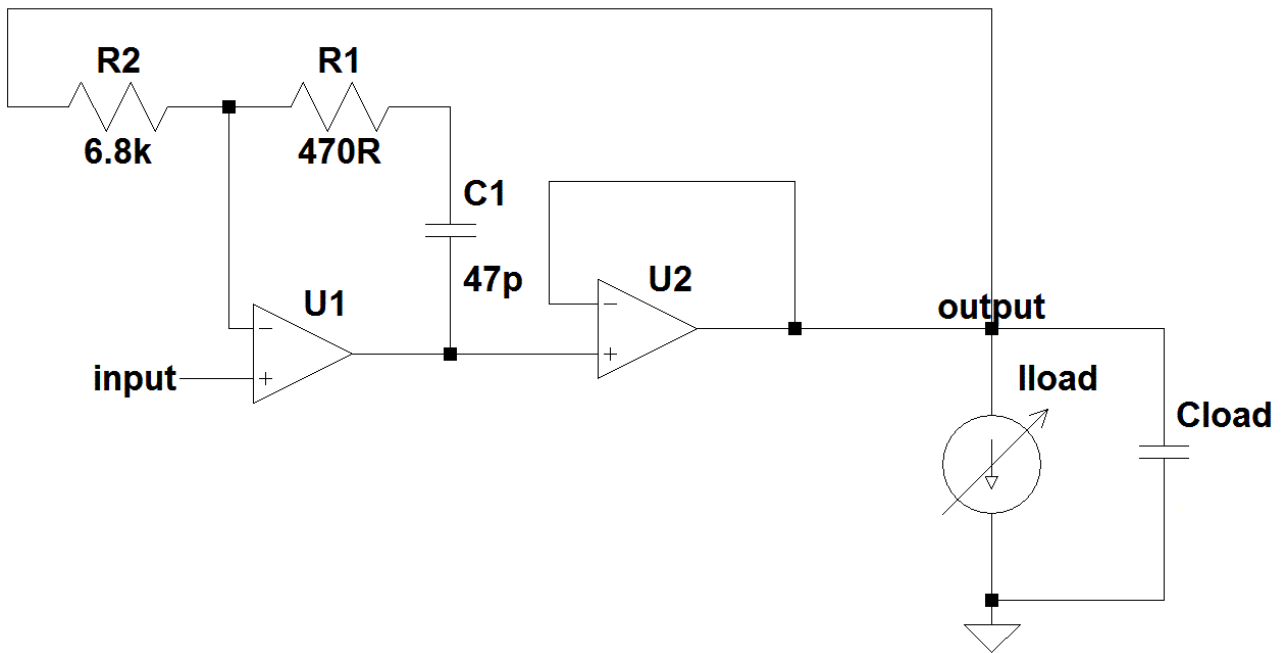 R2
R1
6.8k
470R
C1
47p
U1
U2
input
output
Iload
Cload